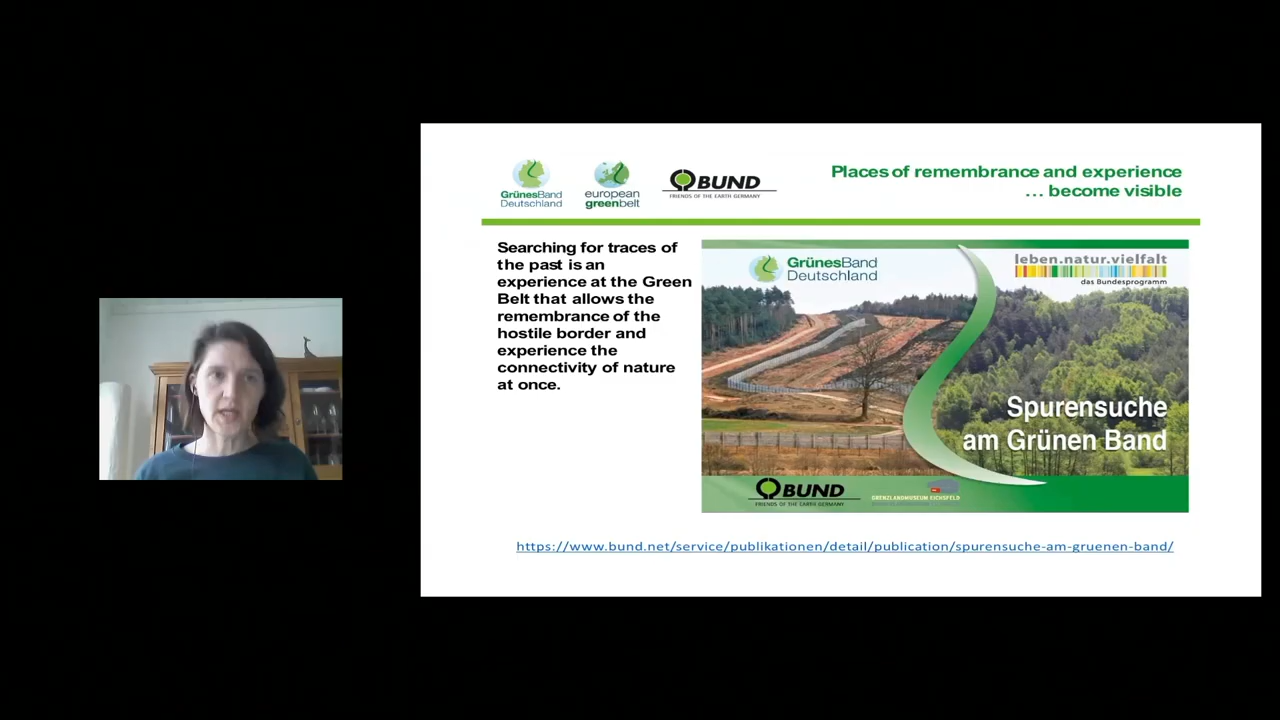 GrünesBand
Deutschland
european
greenbelt
BUND
FRIENDS OF THE EARTH GERMANY
Places of remembrance and experience
… become visible
Searching for traces of
the past is an
experience at the Green
Belt that allows the
remembrance of the
hostile border and
experience the
connectivity of nature
at once.
GrünesBand
Deutschland
leben.natur.vielfalt
das Bundesprogramm
Spurensuche
am Grünen Band
BUND
FRIENDS OF THE EARTH GERMANY
GRENZLANDMUSEUM EICHSFELD
https://www.bund.net/service/publikationen/detail/publication/spurensuche-am-gruenen-band/